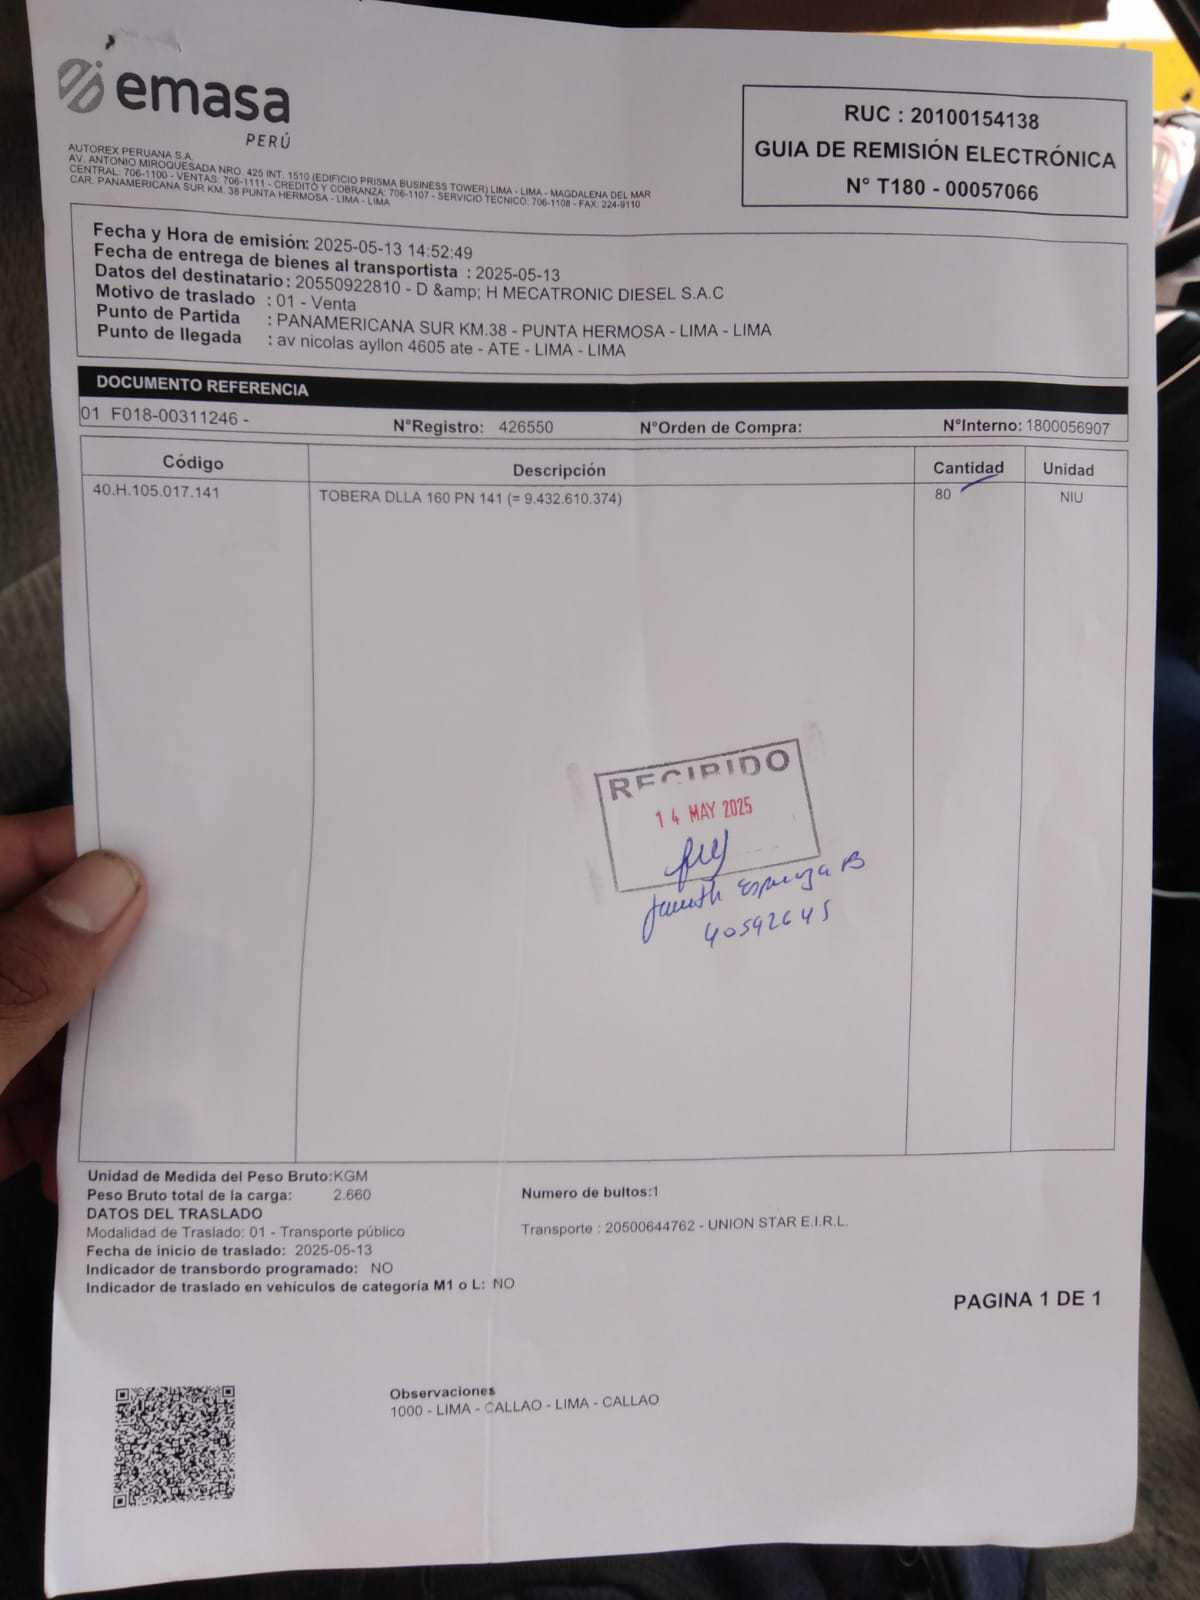 emasa
PERÚ
AUTOREX PERUANA S.A.
AV. ANTONIO MIROQUESADA NRO. 425 INT. 1510 (EDIFICIO PRISMA BUSINESS TOWER) LIMA - LIMA - MAGDALENA DEL MAR
CENTRAL: 706-1100 - VENTAS: 706-1111 - CREDITO Y COBRANZA: 706-1107 - SERVICIO TECNICO: 706-1108 - FAX: 224-9110
CAR. PANAMERICANA SUR KM. 38 PUNTA HERMOSA - LIMA - LIMA
RUC : 20100154138
GUIA DE REMISIÓN ELECTRÓNICA
N° T180 - 00057066
Fecha y Hora de emisión: 2025-05-13 14:52:49
Fecha de entrega de bienes al transportista : 2025-05-13
Datos del destinatario : 20550922810 - D &amp; H MECATRONIC DIESEL S.A.C
Motivo de traslado : 01 - Venta
Punto de Partida : PANAMERICANA SUR KM.38 - PUNTA HERMOSA - LIMA - LIMA
Punto de llegada : av nicolas ayllon 4605 ate - ATE - LIMA - LIMA
DOCUMENTO REFERENCIA
01 F018-00311246 - N°Registro: 426550 N°Orden de Compra: N°Interno: 1800056907
Código Descripción Cantidad Unidad
40.H.105.017.141 TOBERA DLLA 160 PN 141 (= 9.432.610.374) 80 NIU
RECIBIDO
14 MAY 2025
40592645
Unidad de Medida del Peso Bruto:KGM
Peso Bruto total de la carga: 2.660 Numero de bultos:1
DATOS DEL TRASLADO
Modalidad de Traslado: 01 - Transporte público Transporte : 20500644762 - UNION STAR E.I.R.L.
Fecha de inicio de traslado: 2025-05-13
Indicador de transbordo programado: NO
Indicador de traslado en vehículos de categoría M1 o L: NO
PAGINA 1 DE 1
Observaciones
1000 - LIMA - CALLAO - LIMA - CALLAO